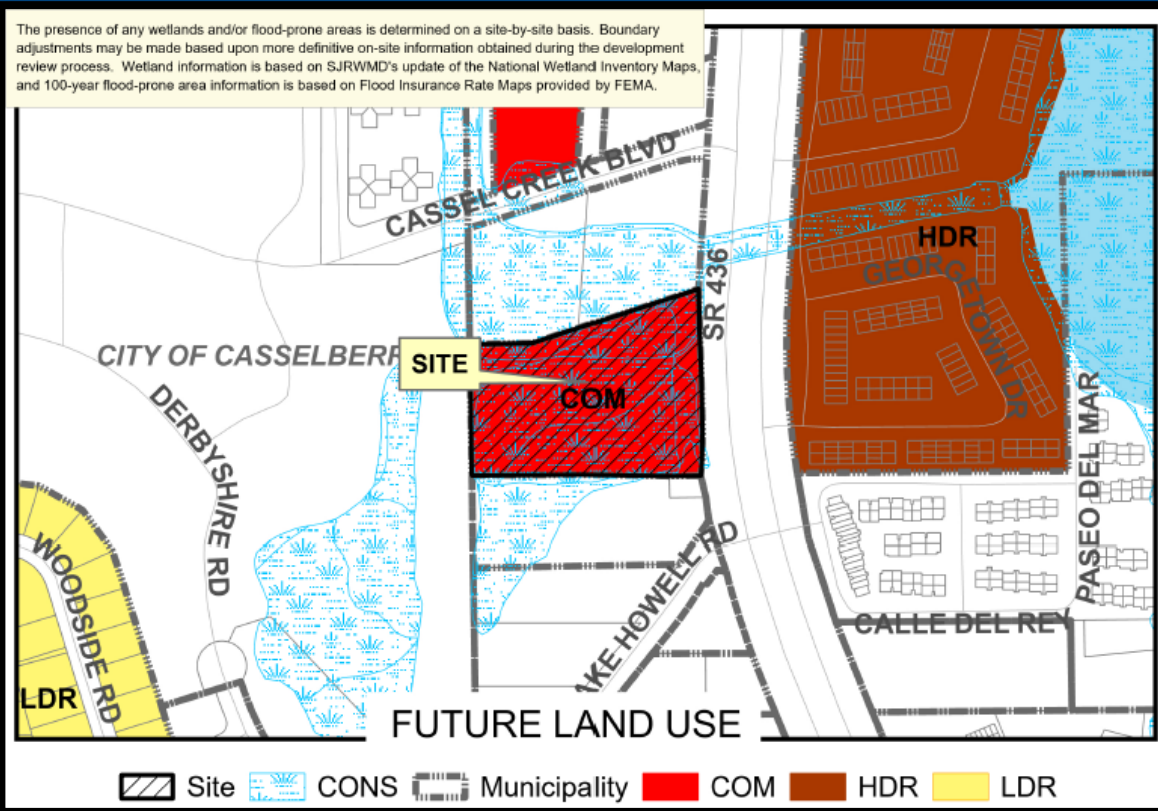 The presence of any wetlands and/or flood-prone areas is determined on a site-by-site basis. Boundary
adjustments may be made based upon more definitive on-site information obtained during the development
review process. Wetland information is based on SJRWMD's update of the National Wetland Inventory Maps,
and 100-year flood-prone area information is based on Flood Insurance Rate Maps provided by FEMA.
CASSEL CREEK BLVD
HDR
GEORGETOWN DR
SR 436
CITY OF CASSELBERR
SITE
COM
DERBYSHIRE RD
PASEO DEL MAR
WOODSIDE RD
AKE HOWELL RD
CALLE DEL REY
LDR
FUTURE LAND USE
Site CONS Municipality COM HDR LDR